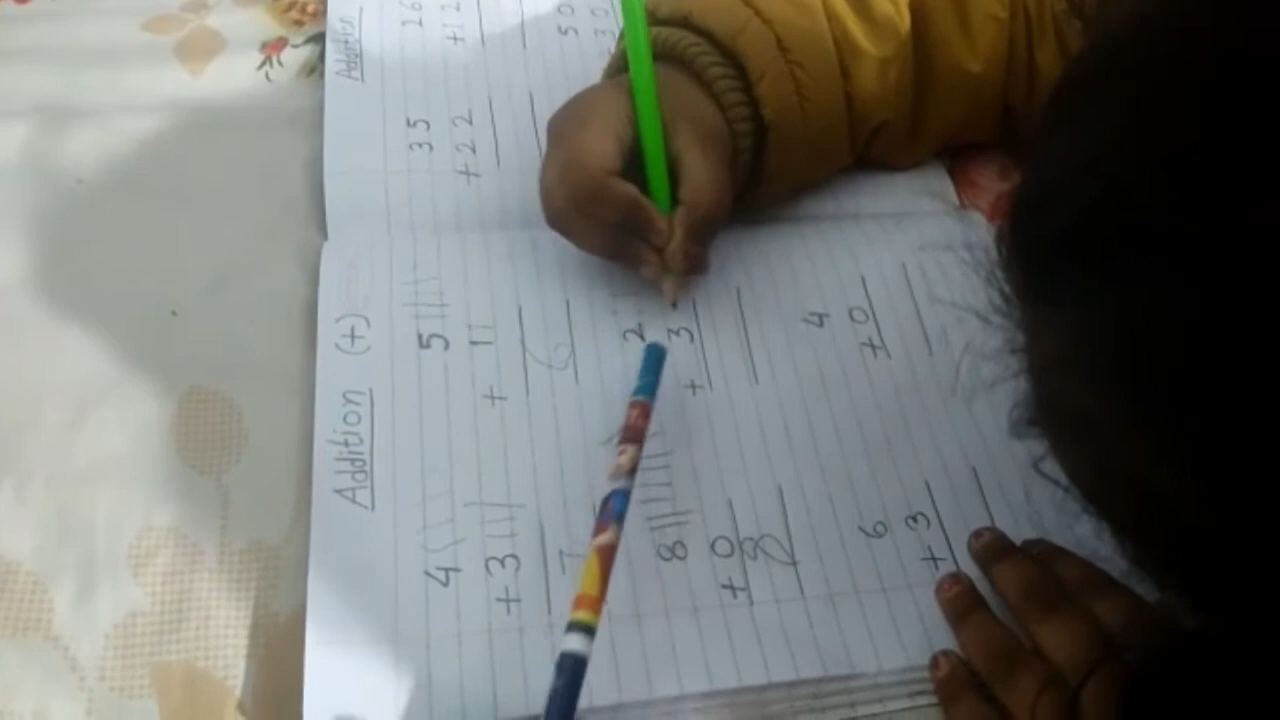 Addition (+)
4 5
+3 + 1
7 6
8 2
+0 + 3
8
6 4
+3 +0
Addition
35 26
+22 +12
50
30